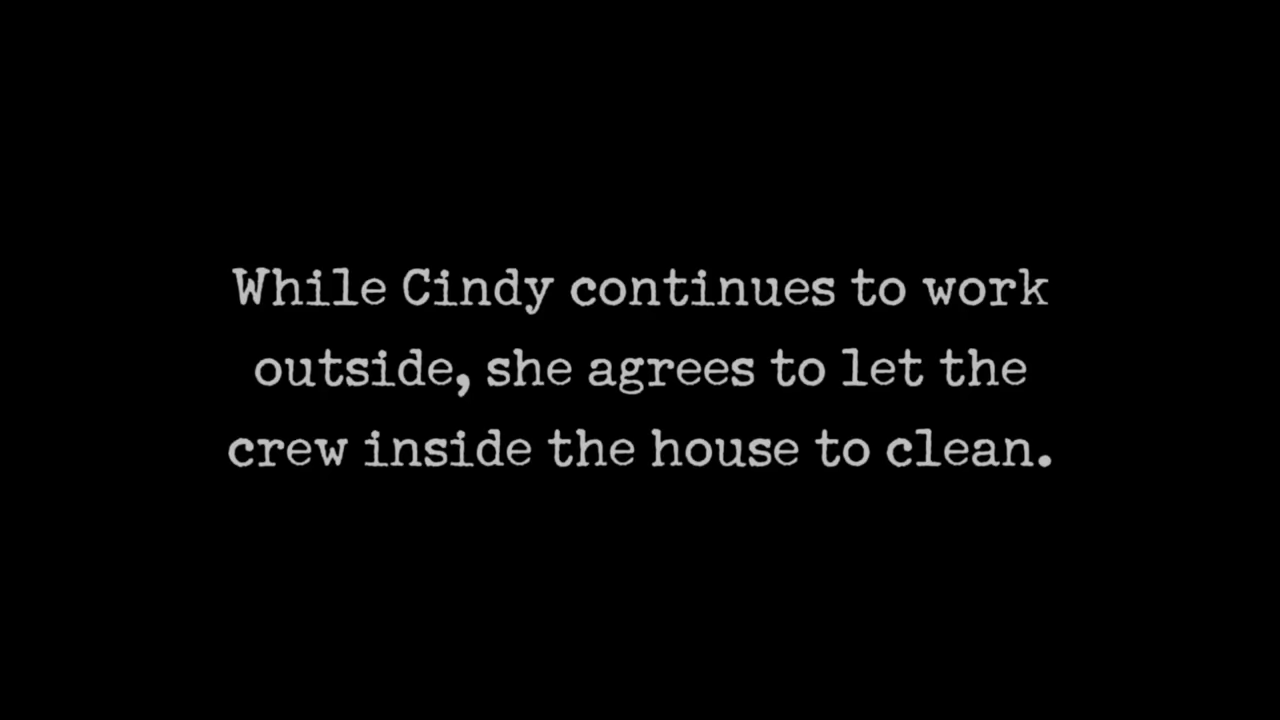 While Cindy continues to work
outside, she agrees to let the
crew inside the house to clean.